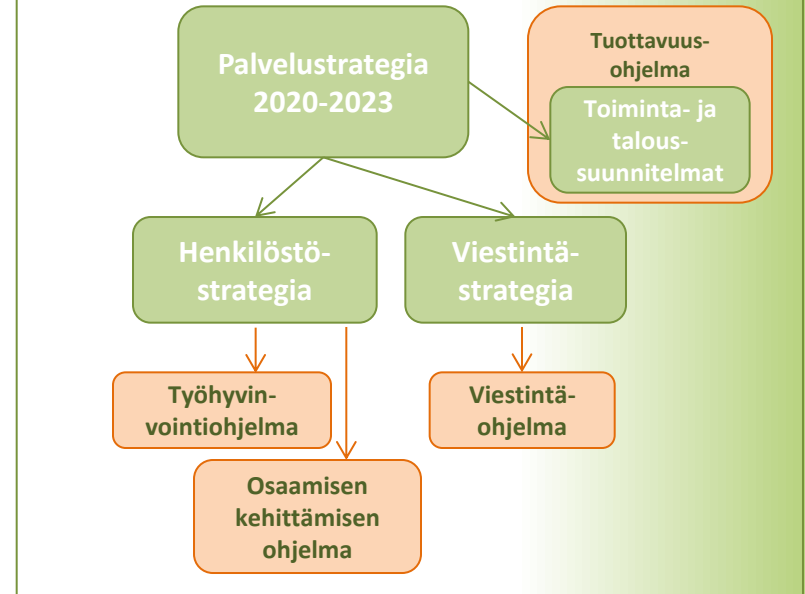 Palvelustrategia
2020-2023
Tuottavuus-
ohjelma
Toiminta- ja
talous-
suunnitelmat
Henkilöstö-
strategia
Viestintä-
strategia
Työhyvin-
vointiohjelma
Viestintä-
ohjelma
Osaamisen
kehittämisen
ohjelma